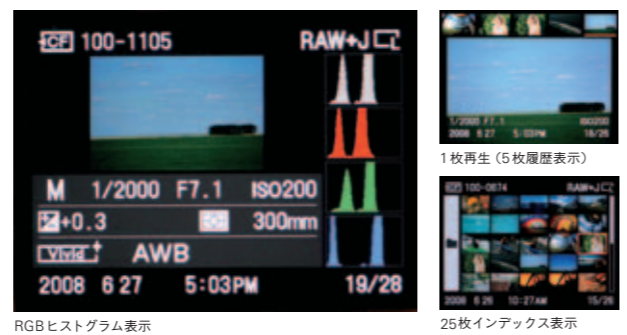 CF 100-1105 RAW+J L
M 1/2000 F7.1 ISO200
+0.3 300mm
Vivid+ AWB
2008 6 27 5:03PM 19/28
RGBヒストグラム表示
1/2000 F7.1 ISO200
2008 6 27 5:03PM 19/28
1枚再生（5枚履歴表示）
CF 100-0874 RAW+J L
2008 6 26 10:27AM 15/26
25枚インデックス表示